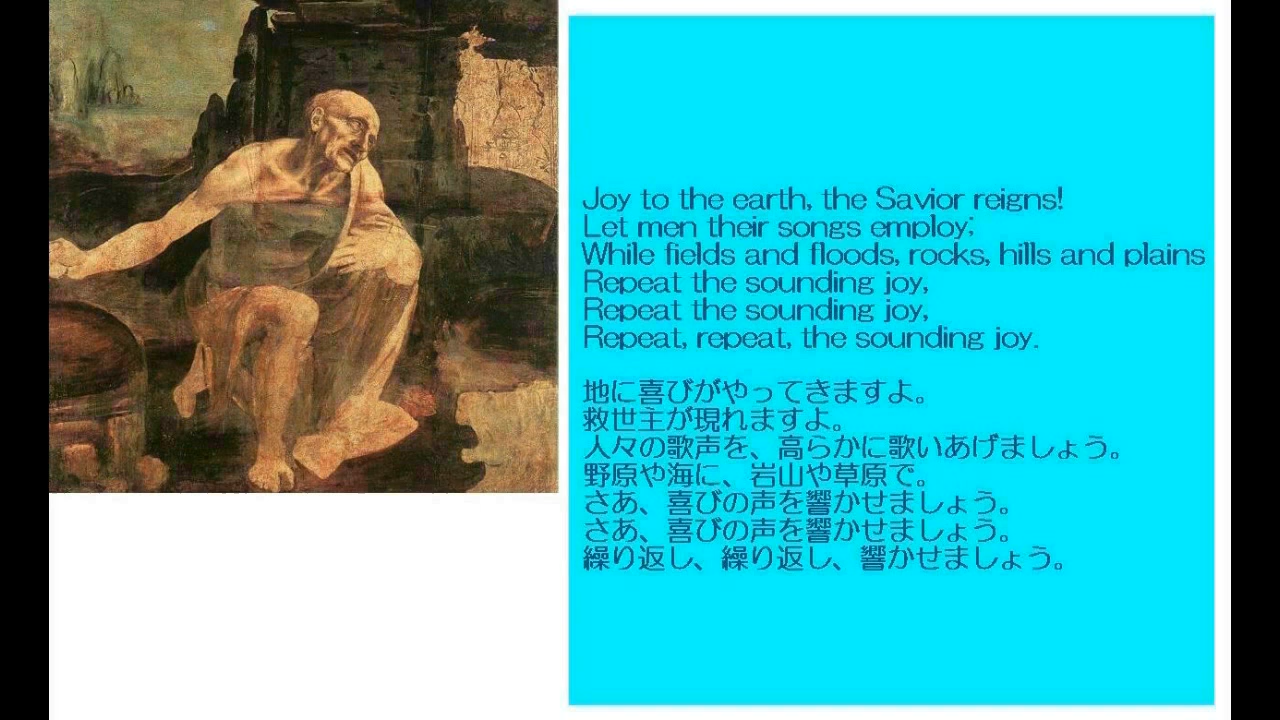 Joy to the earth, the Savior reigns!
Let men their songs employ;
While fields and floods, rocks, hills and plains
Repeat the sounding joy,
Repeat the sounding joy,
Repeat, repeat, the sounding joy.
地に喜びがやってきますよ。
救世主が現れますよ。
人々の歌声を、高らかに歌いあげましょう。
野原や海に、岩山や草原で。
さあ、喜びの声を響かせましょう。
さあ、喜びの声を響かせましょう。
繰り返し、繰り返し、響かせましょう。